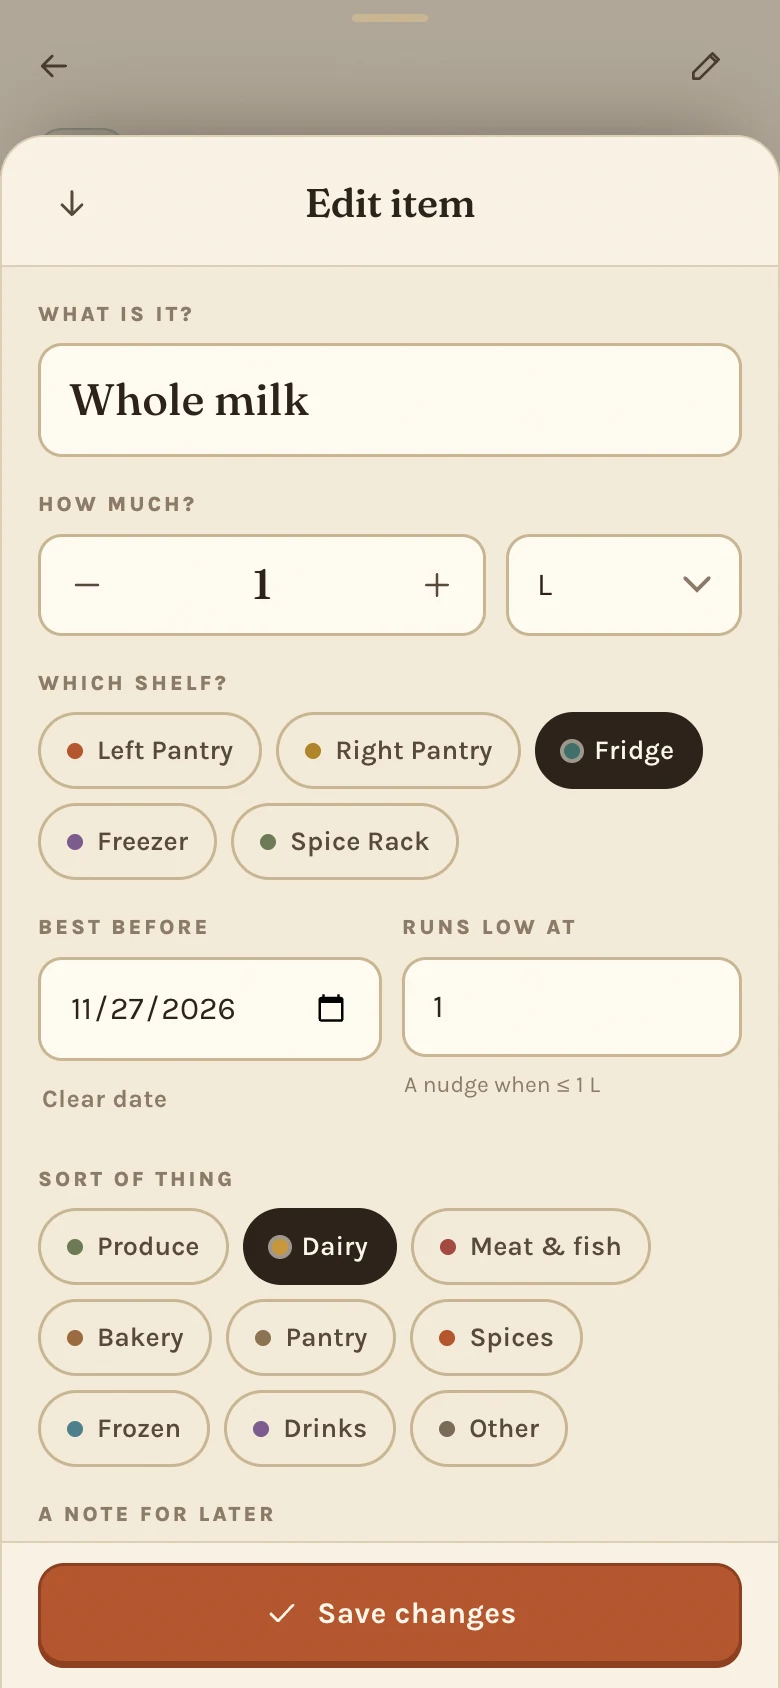 Edit item
WHAT IS IT?
Whole milk
HOW MUCH?
1
L
WHICH SHELF?
Left Pantry
Right Pantry
Fridge
Freezer
Spice Rack
BEST BEFORE
RUNS LOW AT
11/27/2026
1
Clear date
A nudge when ≤ 1 L
SORT OF THING
Produce
Dairy
Meat & fish
Bakery
Pantry
Spices
Frozen
Drinks
Other
A NOTE FOR LATER
Save changes